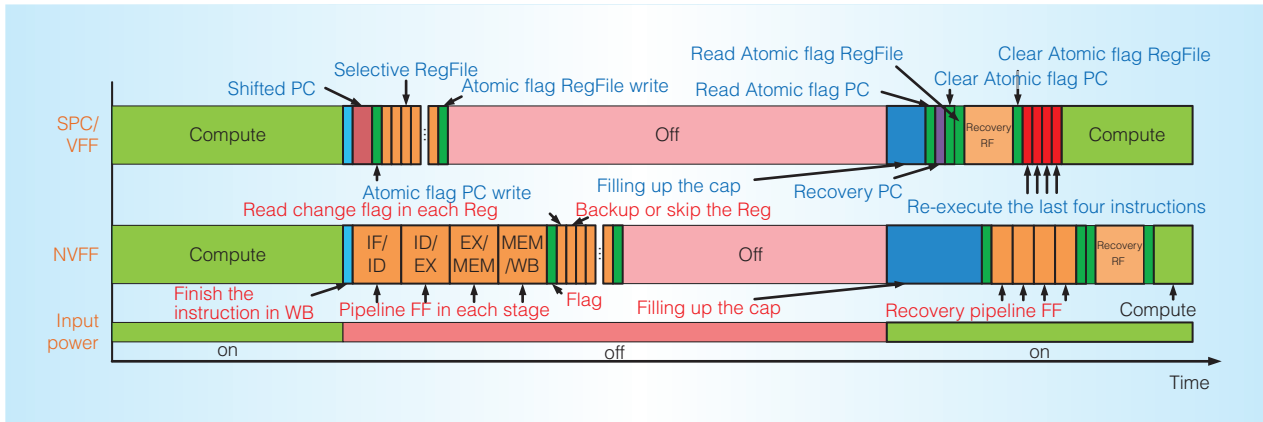 Read Atomic flag RegFile
Clear Atomic flag RegFile
Selective RegFile
Clear Atomic flag PC
Shifted PC
Atomic flag RegFile write
Read Atomic flag PC
SPC/
VFF
Compute
...
Off
Recovery
RF
Compute
Atomic flag PC write
Filling up the cap
Recovery PC
Read change flag in each Reg
Backup or skip the Reg
Re-execute the last four instructions
NVFF
Compute
IF/
ID
ID/
EX
EX/
MEM
MEM
/WB
...
Off
Recovery
RF
Finish the
instruction in WB
Pipeline FF in each stage
Flag
Filling up the cap
Recovery pipeline FF
Compute
Input
power
on
off
on
Time